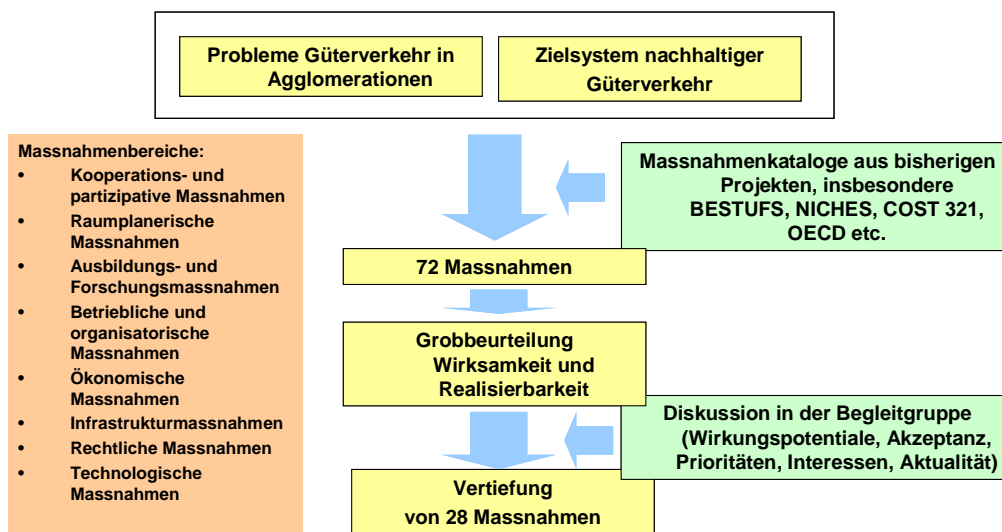 Probleme Güterverkehr in
Agglomerationen
Zielsystem nachhaltiger
Güterverkehr
Massnahmenbereiche:
• Kooperations- und
partizipative Massnahmen
• Raumplanerische
Massnahmen
• Ausbildungs- und
Forschungsmassnahmen
• Betriebliche und
organisatorische
Massnahmen
• Ökonomische
Massnahmen
• Infrastrukturmassnahmen
• Rechtliche Massnahmen
• Technologische
Massnahmen
Massnahmenkataloge aus bisherigen
Projekten, insbesondere
BESTUFS, NICHES, COST 321,
OECD etc.
72 Massnahmen
Grobbeurteilung
Wirksamkeit und
Realisierbarkeit
Diskussion in der Begleitgruppe
(Wirkungspotentiale, Akzeptanz,
Prioritäten, Interessen, Aktualität)
Vertiefung
von 28 Massnahmen